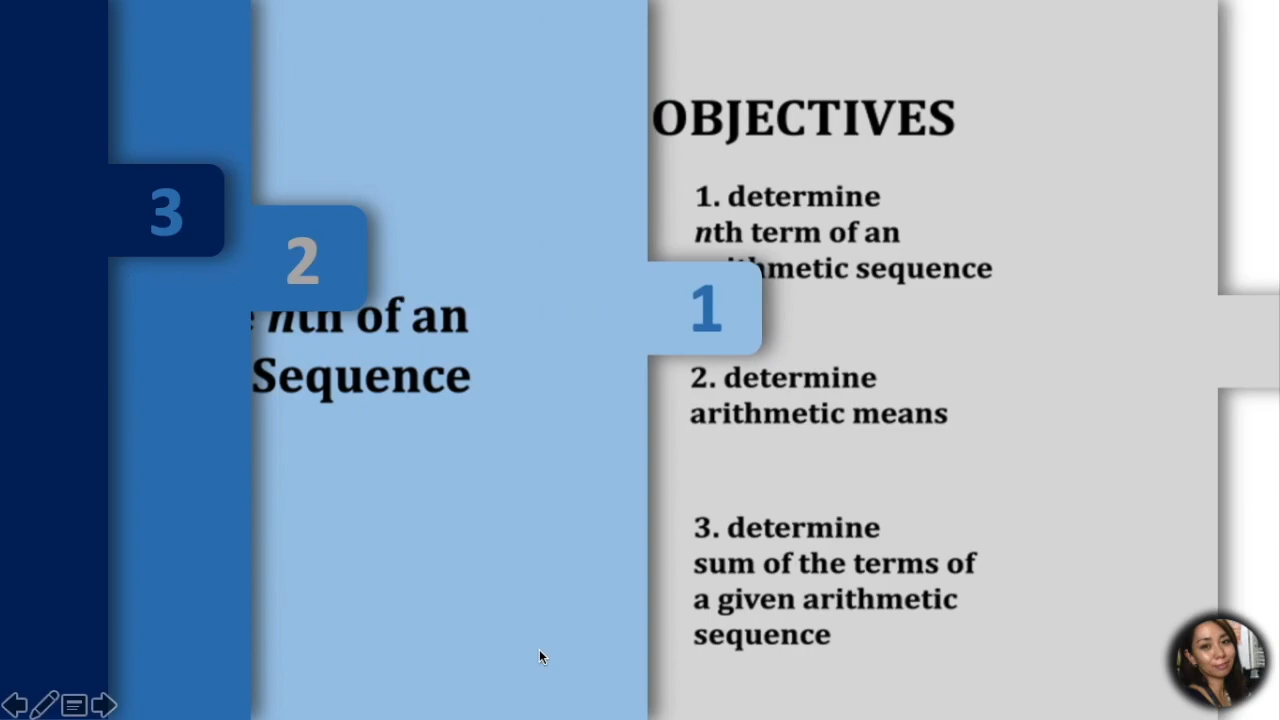 3
2
nth of an
Sequence
1
OBJECTIVES
1. determine
nth term of an
sequence
2. determine
arithmetic means
3. determine
sum of the terms of
a given arithmetic
sequence